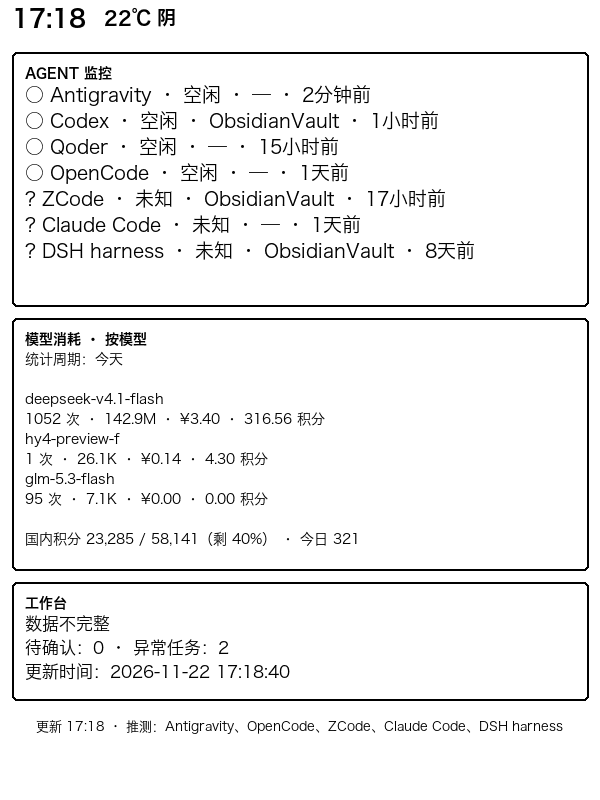 17:18 22℃ 阴
AGENT 监控
○ Antigravity · 空闲 · — · 2分钟前
○ Codex · 空闲 · ObsidianVault · 1小时前
○ Qoder · 空闲 · — · 15小时前
○ OpenCode · 空闲 · — · 1天前
? ZCode · 未知 · ObsidianVault · 17小时前
? Claude Code · 未知 · — · 1天前
? DSH harness · 未知 · ObsidianVault · 8天前
模型消耗 · 按模型
统计周期：今天
deepseek-v4.1-flash
1052 次 · 142.9M · ¥3.40 · 316.56 积分
hy4-preview-f
1 次 · 26.1K · ¥0.14 · 4.30 积分
glm-5.3-flash
95 次 · 7.1K · ¥0.00 · 0.00 积分
国内积分 23,285 / 58,141（剩 40%） · 今日 321
工作台
数据不完整
待确认：0 · 异常任务：2
更新时间：2026-11-22 17:18:40
更新 17:18 · 推测：Antigravity、OpenCode、ZCode、Claude Code、DSH harness